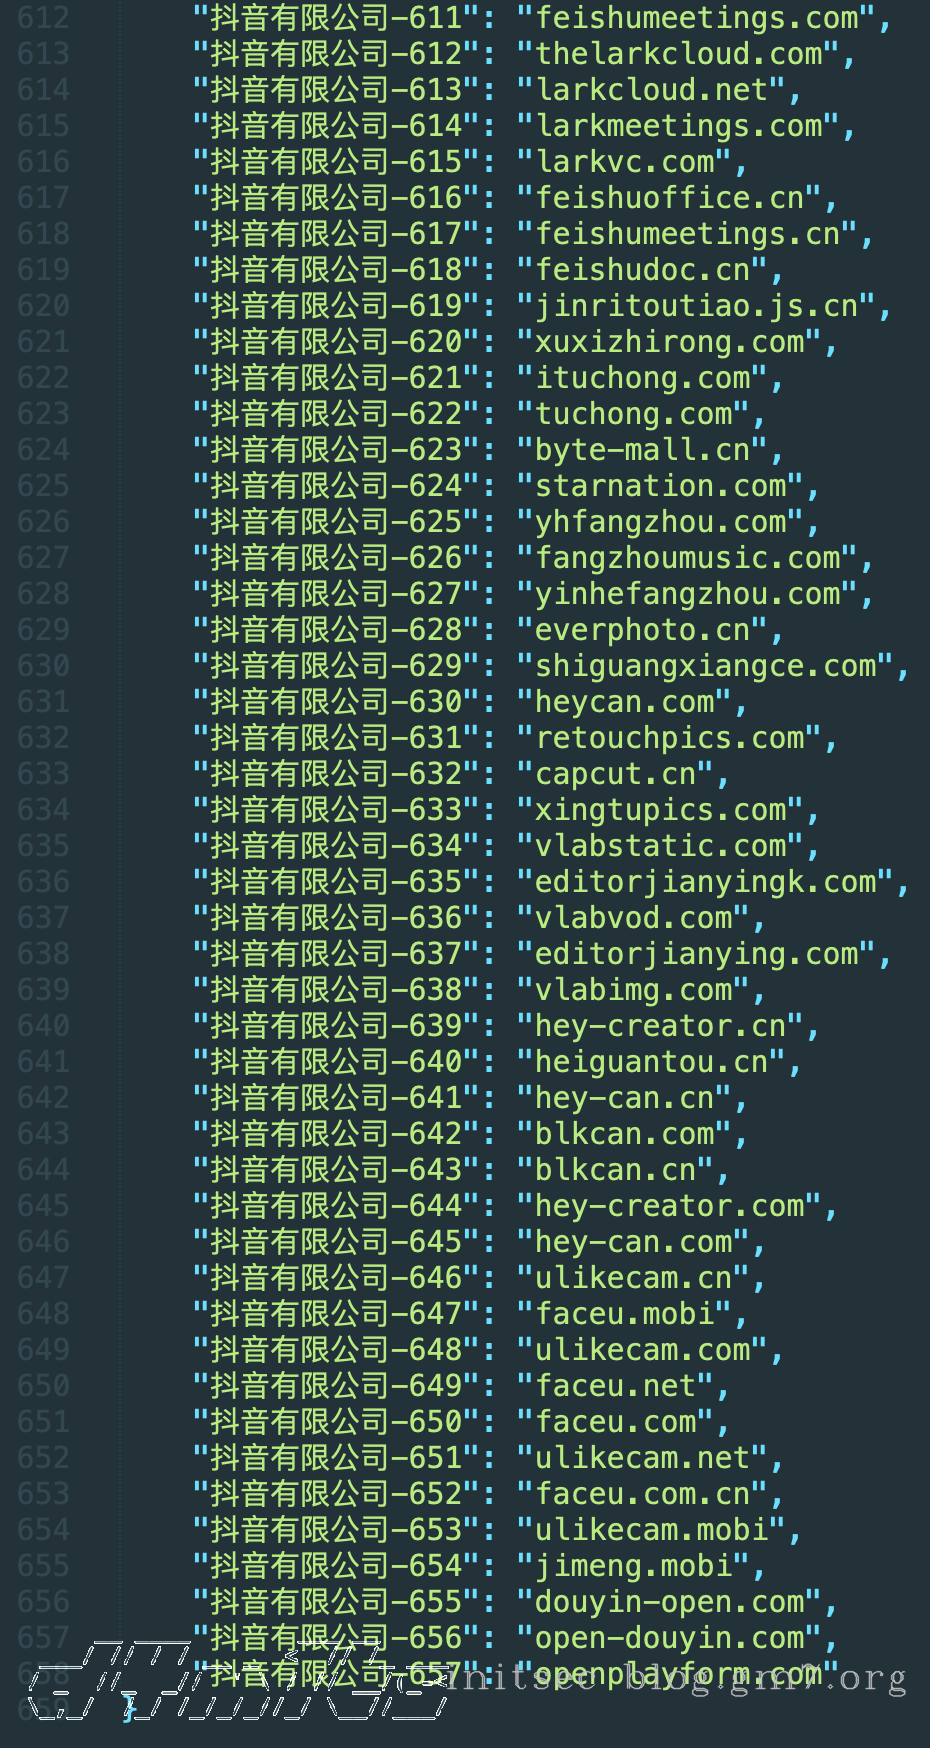 612 "抖音有限公司-611": "feishumeetings.com",
613 "抖音有限公司-612": "thelarkcloud.com",
614 "抖音有限公司-613": "larkcloud.net",
615 "抖音有限公司-614": "larkmeetings.com",
616 "抖音有限公司-615": "larkvc.com",
617 "抖音有限公司-616": "feishuoffice.cn",
618 "抖音有限公司-617": "feishumeetings.cn",
619 "抖音有限公司-618": "feishudoc.cn",
620 "抖音有限公司-619": "jinritoutiao.js.cn",
621 "抖音有限公司-620": "xuxizhirong.com",
622 "抖音有限公司-621": "ituchong.com",
623 "抖音有限公司-622": "tuchong.com",
624 "抖音有限公司-623": "byte-mall.cn",
625 "抖音有限公司-624": "starnation.com",
626 "抖音有限公司-625": "yhfangzhou.com",
627 "抖音有限公司-626": "fangzhoumusic.com",
628 "抖音有限公司-627": "yinhefangzhou.com",
629 "抖音有限公司-628": "everphoto.cn",
630 "抖音有限公司-629": "shiguangxiangce.com",
631 "抖音有限公司-630": "heycan.com",
632 "抖音有限公司-631": "retouchpics.com",
633 "抖音有限公司-632": "capcut.cn",
634 "抖音有限公司-633": "xingtupics.com",
635 "抖音有限公司-634": "vlabstatic.com",
636 "抖音有限公司-635": "editorjianyingk.com",
637 "抖音有限公司-636": "vlabvod.com",
638 "抖音有限公司-637": "editorjianying.com",
639 "抖音有限公司-638": "vlabimg.com",
640 "抖音有限公司-639": "hey-creator.cn",
641 "抖音有限公司-640": "heiguantou.cn",
642 "抖音有限公司-641": "hey-can.cn",
643 "抖音有限公司-642": "blkcan.com",
644 "抖音有限公司-643": "blkcan.cn",
645 "抖音有限公司-644": "hey-creator.com",
646 "抖音有限公司-645": "hey-can.com",
647 "抖音有限公司-646": "ulikecam.cn",
648 "抖音有限公司-647": "faceu.mobi",
649 "抖音有限公司-648": "ulikecam.com",
650 "抖音有限公司-649": "faceu.net",
651 "抖音有限公司-650": "faceu.com",
652 "抖音有限公司-651": "ulikecam.net",
653 "抖音有限公司-652": "faceu.com.cn",
654 "抖音有限公司-653": "ulikecam.mobi",
655 "抖音有限公司-654": "jimeng.mobi",
656 "抖音有限公司-655": "douyin-open.com",
657 "抖音有限公司-656": "open-douyin.com",
658 "抖音有限公司-657": "openplayform.com"
initsec blog.gm7.org
659 }